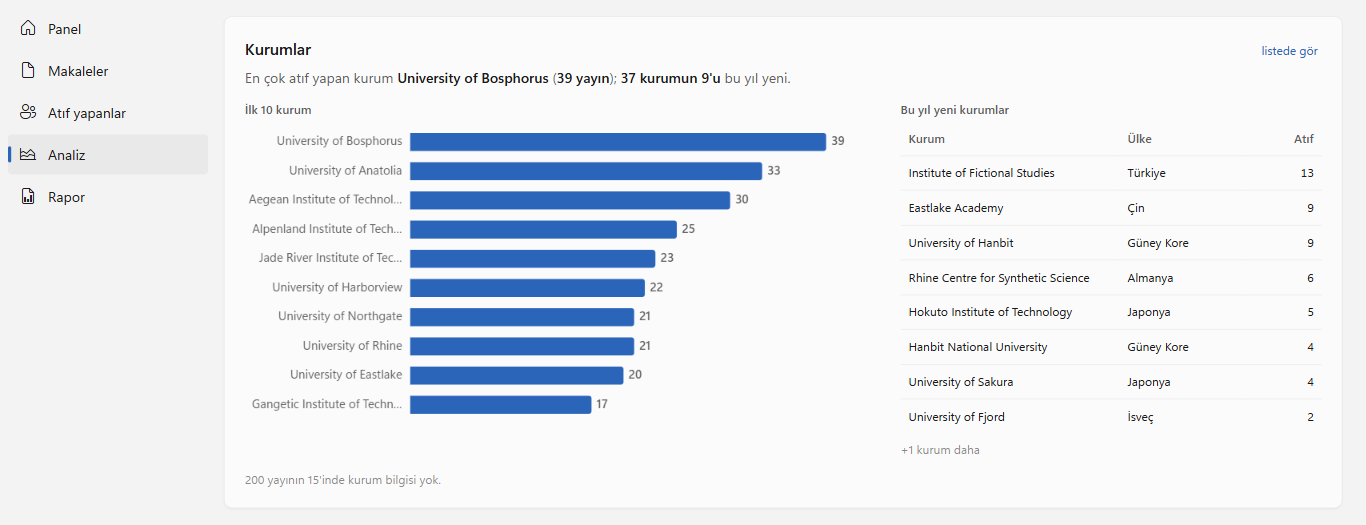 Panel
Makaleler
Atıf yapanlar
Analiz
Rapor
Kurumlar
listede gör
En çok atıf yapan kurum University of Bosphorus (39 yayın); 37 kurumun 9'u bu yıl yeni.
İlk 10 kurum
University of Bosphorus 39
University of Anatolia 33
Aegean Institute of Technol... 30
Alpenland Institute of Tech... 25
Jade River Institute of Tec... 23
University of Harborview 22
University of Northgate 21
University of Rhine 21
University of Eastlake 20
Gangetic Institute of Techn... 17
Bu yıl yeni kurumlar
Kurum Ülke Atıf
Institute of Fictional Studies Türkiye 13
Eastlake Academy Çin 9
University of Hanbit Güney Kore 9
Rhine Centre for Synthetic Science Almanya 6
Hokuto Institute of Technology Japonya 5
Hanbit National University Güney Kore 4
University of Sakura Japonya 4
University of Fjord İsveç 2
+1 kurum daha
200 yayının 15'inde kurum bilgisi yok.